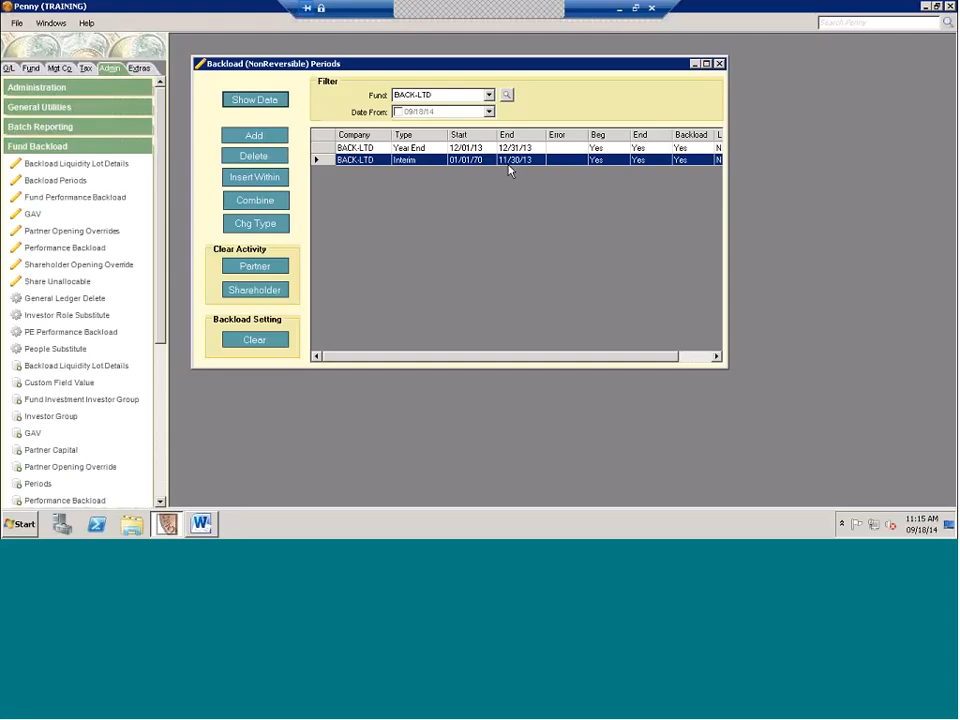 Penny (TRAINING)
File Windows Help
Search Penny
G/L Fund Mgt Co Tax Admin Extras
Administration
General Utilities
Batch Reporting
Fund Backload
Backload Liquidity Lot Details
Backload Periods
Fund Performance Backload
GAV
Partner Opening Overrides
Performance Backload
Shareholder Opening Override
Share Unallocable
General Ledger Delete
Investor Role Substitute
PE Performance Backload
People Substitute
Backload Liquidity Lot Details
Custom Field Value
Fund Investment Investor Group
Investor Group
GAV
Partner Capital
Partner Opening Override
Periods
Performance Backload
Backload (NonReversible) Periods
Show Data
Add
Delete
Insert Within
Combine
Chg Type
Clear Activity
Partner
Shareholder
Backload Setting
Clear
Filter
Fund: BACK-LTD
Date From: 09/18/14
Company Type Start End Error Beg End Backload L
BACK-LTD Year End 12/01/13 12/31/13 Yes Yes Yes N
BACK-LTD Interim 01/01/70 11/30/13 Yes Yes Yes N
Start
11:15 AM
09/18/14